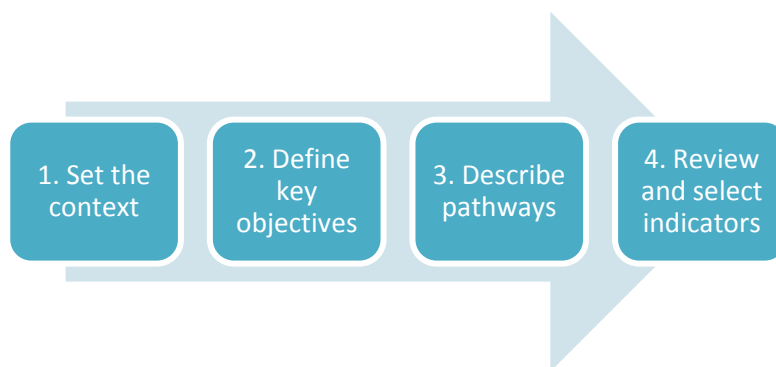 1. Set the
context
2. Define
key
objectives
3. Describe
pathways
4. Review
and select
indicators